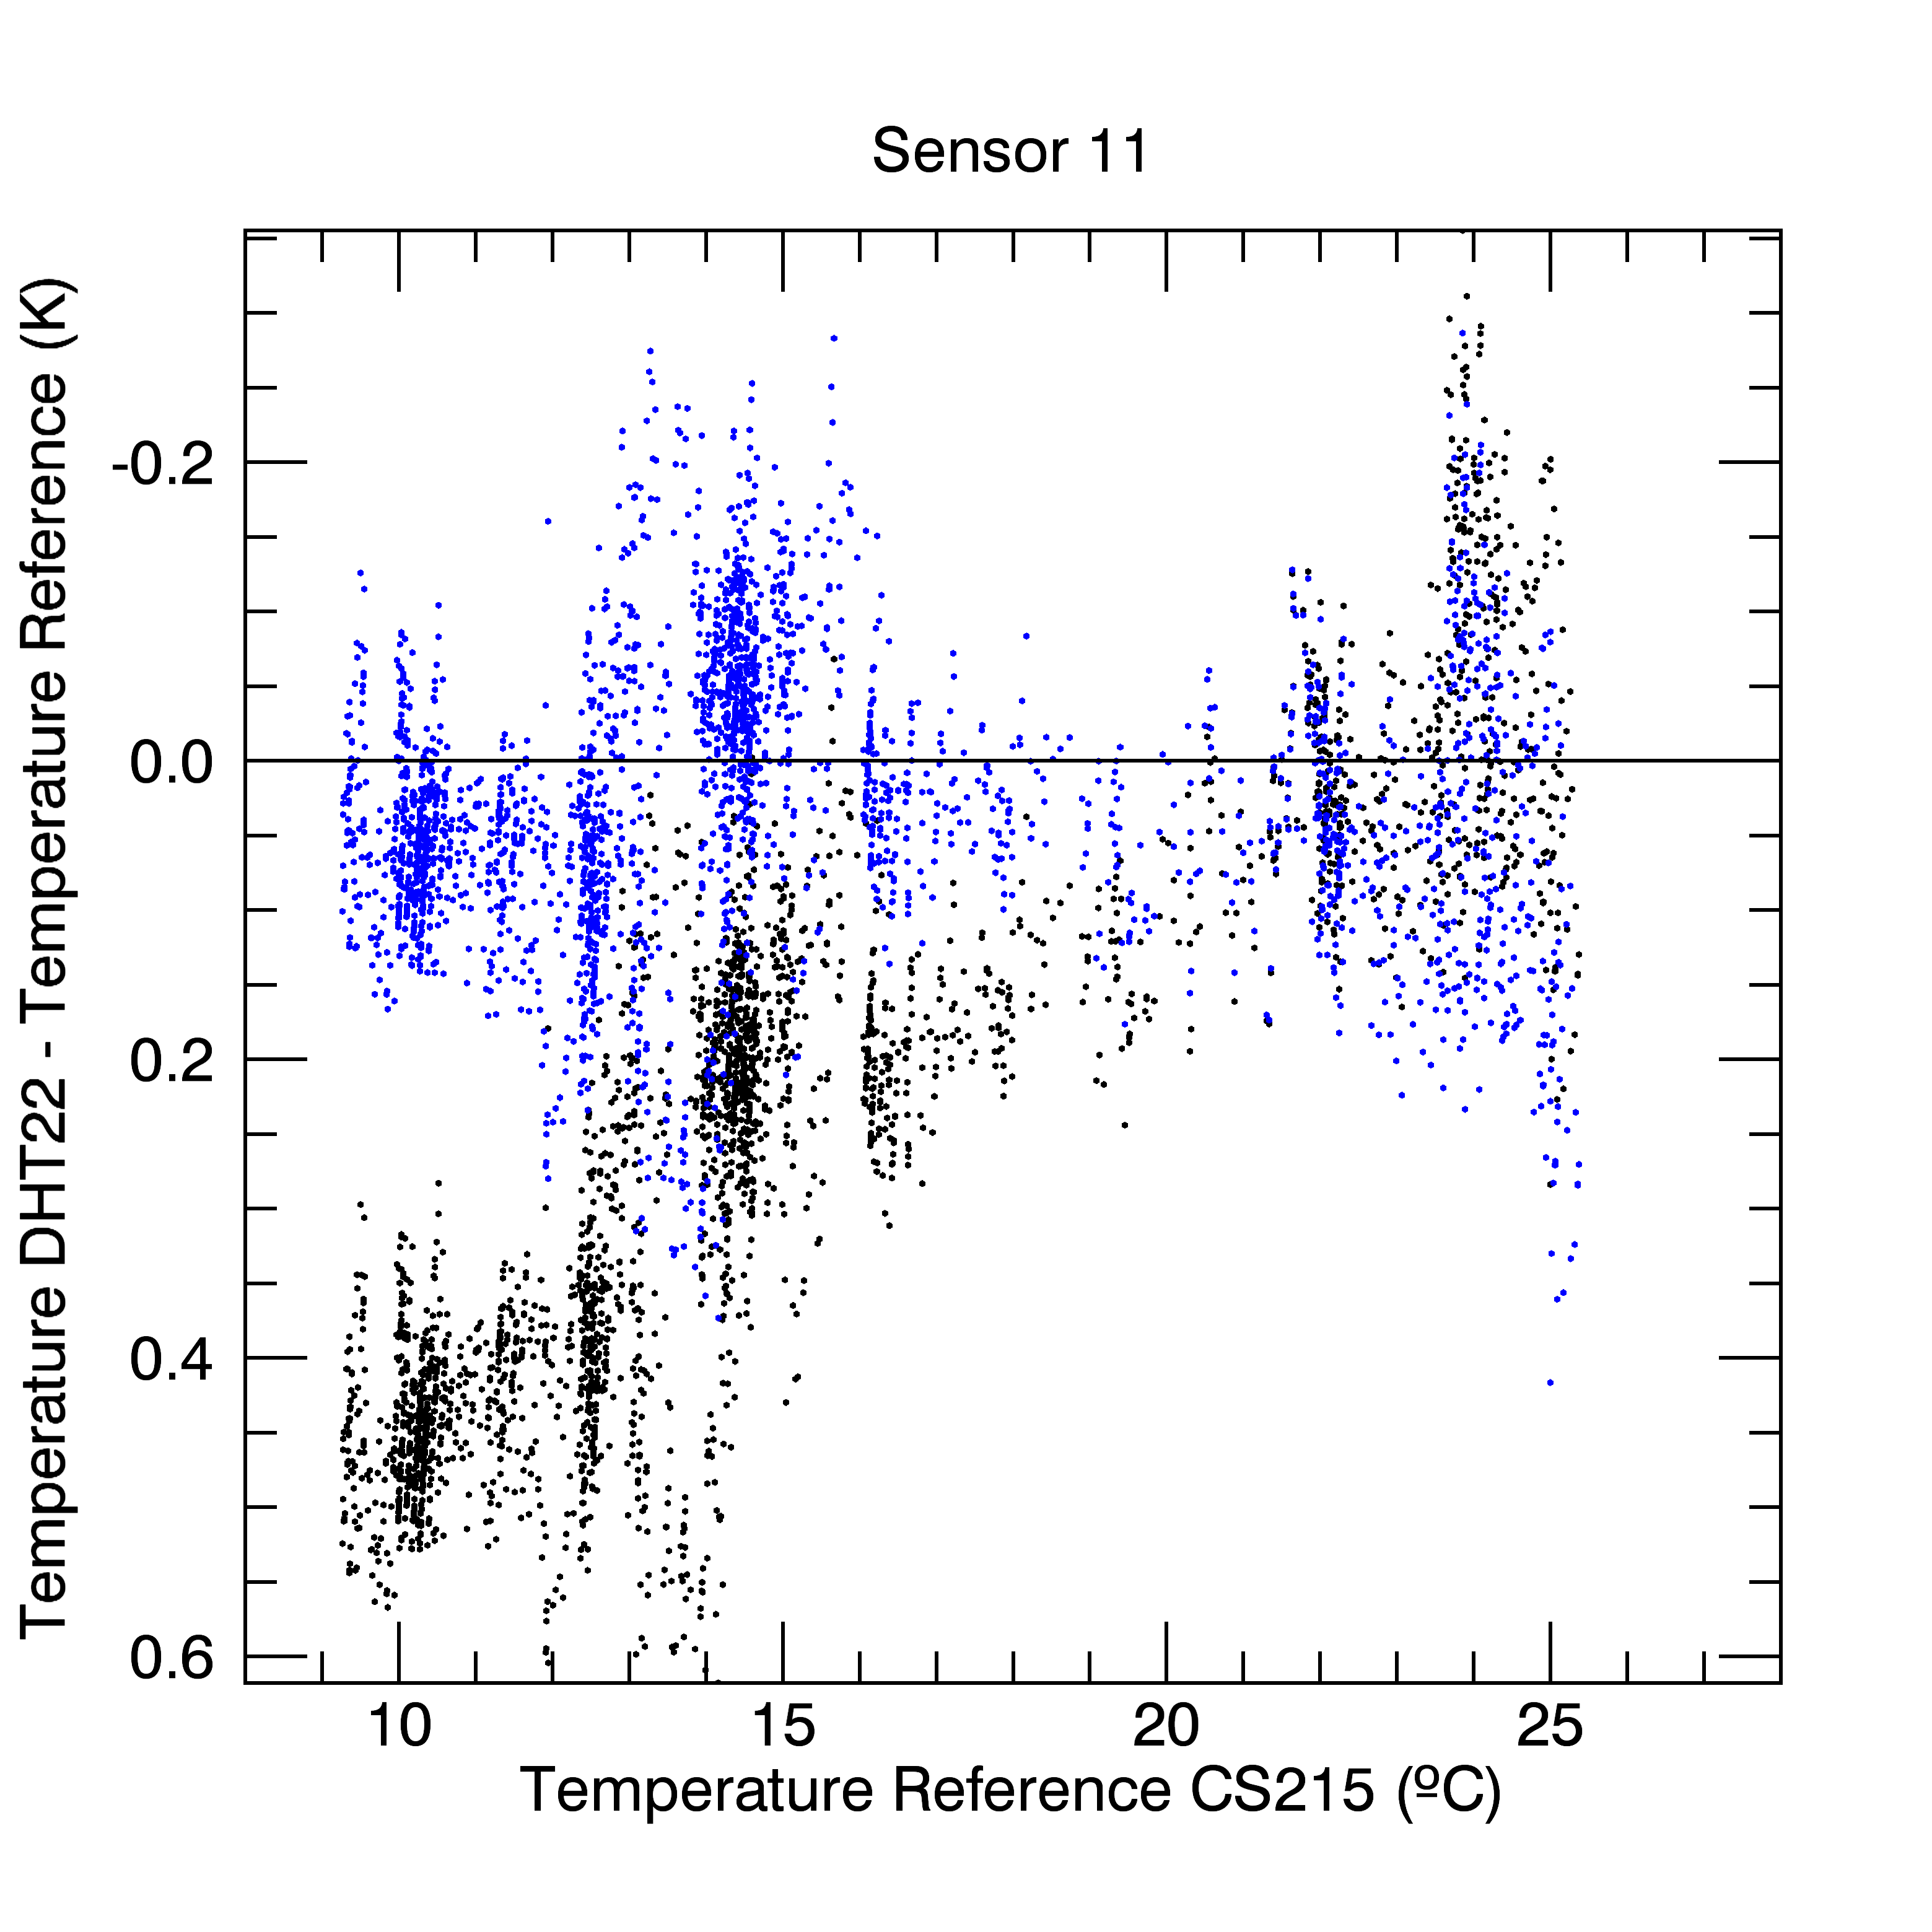 Sensor 11
Temperature DHT22 - Temperature Reference (K)
-0.2
0.0
0.2
0.4
0.6
10 15 20 25
Temperature Reference CS215 (ºC)